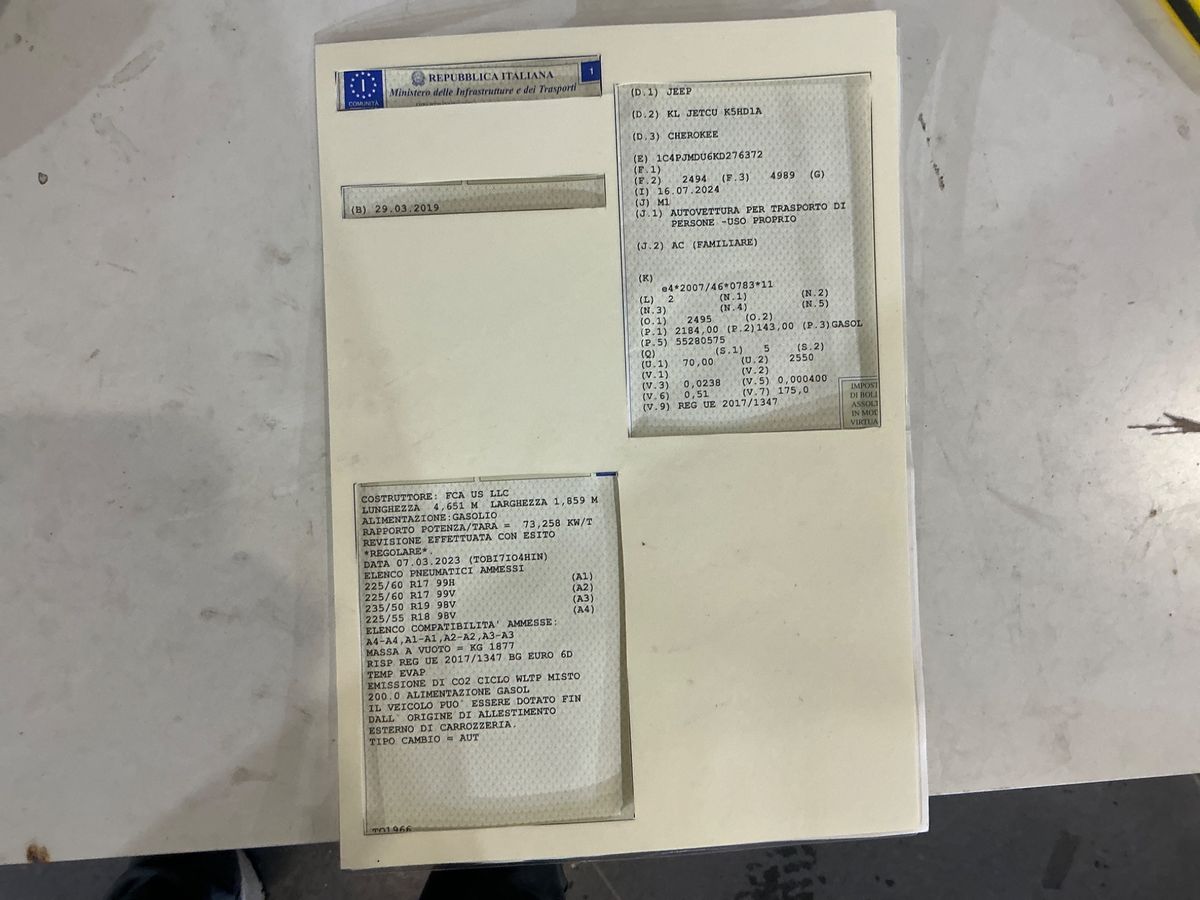 I
COMUNITÀ
REPUBBLICA ITALIANA
Ministero delle Infrastrutture e dei Trasporti
1
(B) 29.03.2019
(D.1) JEEP
(D.2) KL JETCU K5HD1A
(D.3) CHEROKEE
(E) 1C4PJMDU6KD276372
(F.1)
(F.2) 2494 (F.3) 4989 (G)
(I) 16.07.2024
(J) M1
(J.1) AUTOVETTURA PER TRASPORTO DI
PERSONE -USO PROPRIO
(J.2) AC (FAMILIARE)
(K)
e4*2007/46*0783*11
(L) 2 (N.1) (N.2)
(N.3) (N.4) (N.5)
(O.1) 2495 (O.2)
(P.1) 2184,00 (P.2)143,00 (P.3)GASOL
(P.5) 55280575
(Q) (S.1) 5 (S.2)
(U.1) 70,00 (U.2) 2550
(V.1) (V.2)
(V.3) 0,0238 (V.5) 0,000400
(V.6) 0,51 (V.7) 175,0
(V.9) REG UE 2017/1347
IMPOST
DI BOLL
ASSOLT
IN MOD
VIRTUA
COSTRUTTORE: FCA US LLC
LUNGHEZZA 4,651 M LARGHEZZA 1,859 M
ALIMENTAZIONE:GASOLIO
RAPPORTO POTENZA/TARA = 73,258 KW/T
REVISIONE EFFETTUATA CON ESITO
*REGOLARE*.
DATA 07.03.2023 (TOBI7IO4HIN)
ELENCO PNEUMATICI AMMESSI
225/60 R17 99H (A1)
225/60 R17 99V (A2)
235/50 R19 98V (A3)
225/55 R18 98V (A4)
ELENCO COMPATIBILITA' AMMESSE:
A4-A4,A1-A1,A2-A2,A3-A3
MASSA A VUOTO = KG 1877
RISP REG UE 2017/1347 BG EURO 6D
TEMP EVAP
EMISSIONE DI CO2 CICLO WLTP MISTO
200.0 ALIMENTAZIONE GASOL
IL VEICOLO PUO` ESSERE DOTATO FIN
DALL` ORIGINE DI ALLESTIMENTO
ESTERNO DI CARROZZERIA.
TIPO CAMBIO = AUT
TO1966